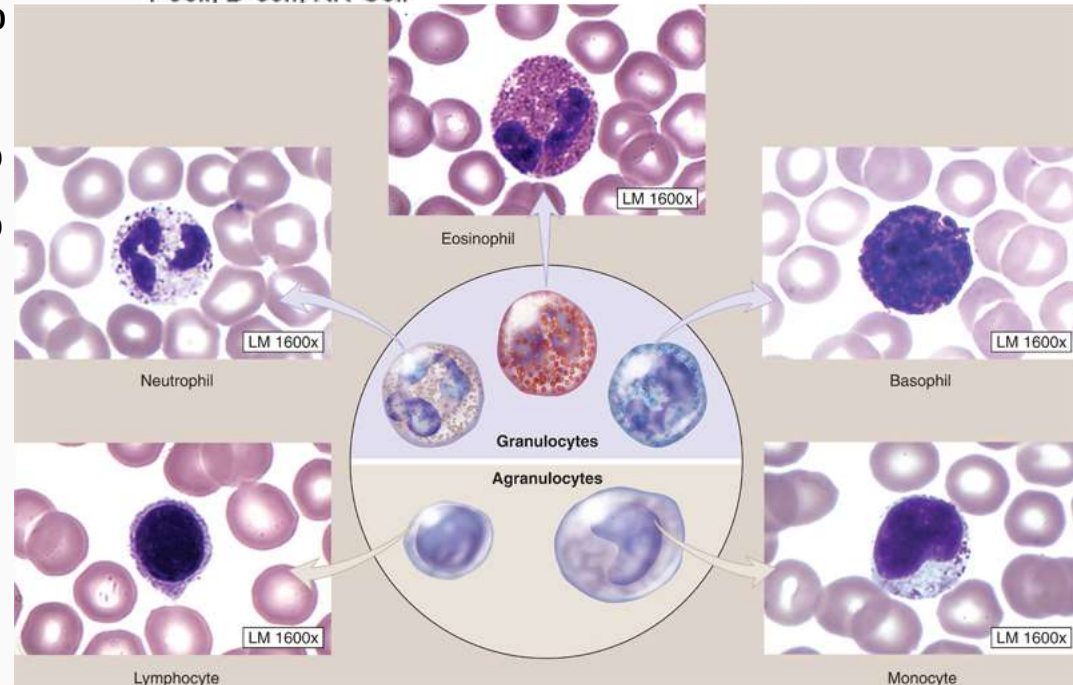 Eosinophil
LM 1600x
Neutrophil
LM 1600x
Basophil
LM 1600x
Granulocytes
Agranulocytes
Lymphocyte
LM 1600x
Monocyte
LM 1600x